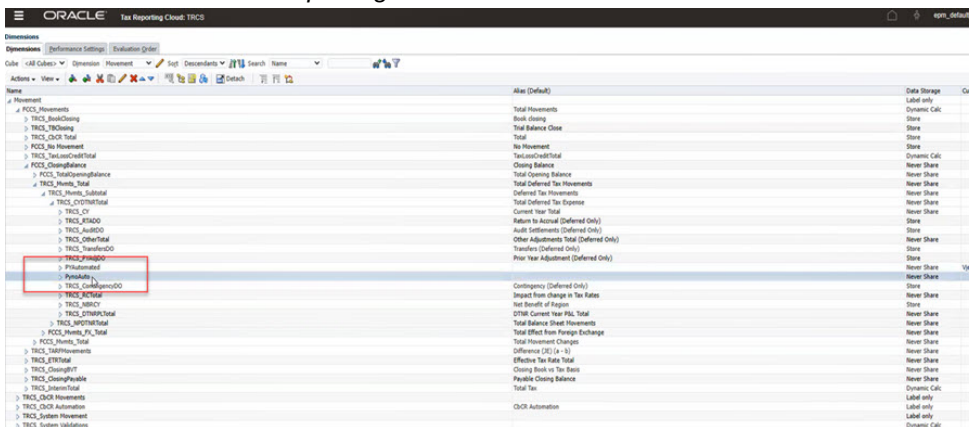 ORACLE Tax Reporting Cloud: TRCS epm_default
Dimensions
Dimensions Performance Settings Evaluation Order
Cube <All Cubes> Dimension Movement Sort Descendants Search Name
Actions View Detach
Name Alias (Default) Data Storage Cu
Movement Label only
FCCS_Movements Total Movements Dynamic Calc
TRCS_BookClosing Book closing Store
TRCS_TBClosing Trial Balance Close Store
TRCS_CbCR Total Total Store
FCCS_No Movement No Movement Store
TRCS_TaxLossCreditTotal TaxLossCreditTotal Dynamic Calc
FCCS_ClosingBalance Closing Balance Never Share
FCCS_TotalOpeningBalance Total Opening Balance Never Share
TRCS_Mvmts_Total Total Deferred Tax Movements Never Share
TRCS_Mvmts_Subtotal Deferred Tax Movements Never Share
TRCS_CYDTNRTotal Total Deferred Tax Expense Never Share
TRCS_CY Current Year Total Never Share
TRCS_RTADO Return to Accrual (Deferred Only) Store
TRCS_AuditDO Audit Settlements (Deferred Only) Store
TRCS_OtherTotal Other Adjustments Total (Deferred Only) Never Share
TRCS_TransfersDO Transfers (Deferred Only) Store
TRCS_PYAdjDO Prior Year Adjustment (Deferred Only) Store
PYAutomated Never Share
PynoAuto Never Share
TRCS_ContigencyDO Contingency (Deferred Only) Store
TRCS_RCTotal Impact from change in Tax Rates Never Share
TRCS_NBRCY Net Benefit of Region Store
TRCS_DTNRPLTotal DTNR Current Year P&L Total Never Share
TRCS_NPDTNRTotal Total Balance Sheet Movements Never Share
FCCS_Mvmts_FX_Total Total Effect from Foreign Exchange Never Share
FCCS_Mvmts_Total Total Movement Changes Never Share
TRCS_TARFMovements Difference (JE) (a - b) Never Share
TRCS_ETRTotal Effective Tax Rate Total Never Share
TRCS_ClosingBVT Closing Book vs Tax Basis Never Share
TRCS_ClosingPayable Payable Closing Balance Never Share
TRCS_InterimTotal Total Tax Dynamic Calc
TRCS_CbCR Movements Label only
TRCS_CbCR Automation CbCR Automation Label only
TRCS_System Movement Label only
TRCS_System Validations Dynamic Calc